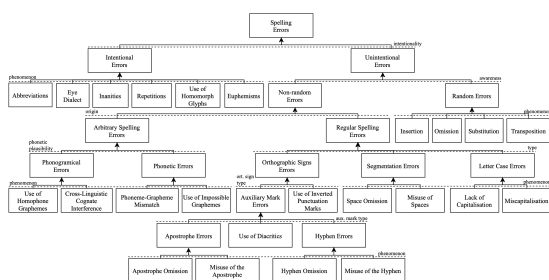 Spelling
Errors
intentionality
Intentional
Errors
Unintentional
Errors
phenomenon
awareness
Abbreviations
Eye
Dialect
Inanities
Repetitions
Use of
Homomorph
Glyphs
Euphemisms
Non-random
Errors
Random Errors
origin
phenomenon
Arbitrary Spelling
Errors
Regular Spelling
Errors
Insertion
Omission
Substitution
Transposition
phonetic
plausibility
type
Phonogramical
Errors
Phonetic Errors
Orthographic Signs
Errors
Segmentation Errors
Letter Case Errors
phenomenon
ort. sign
type
phenomenon
Use of
Homophone
Graphemes
Cross-Linguistic
Cognate
Interference
Phoneme-Grapheme
Mismatch
Use of Impossible
Graphemes
Auxiliary Mark
Errors
Use of Inverted
Punctuation
Marks
Space Omission
Misuse of
Spaces
Lack of
Capitalisation
Miscapitalisation
aux. mark type
Apostrophe Errors
Use of Diacritics
Hyphen Errors
phenomenon
Apostrophe Omission
Misuse of the
Apostrophe
Hyphen Omission
Misuse of the Hyphen